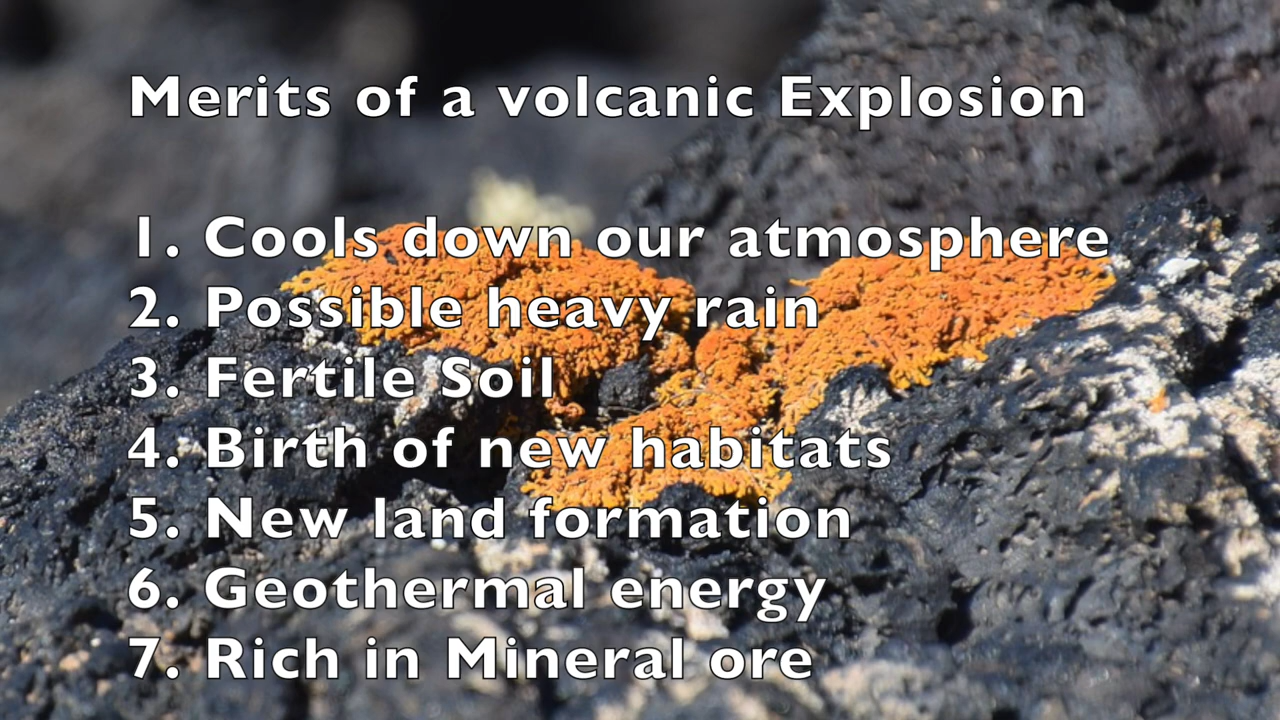 Merits of a volcanic Explosion
1. Cools down our atmosphere
2. Possible heavy rain
3. Fertile Soil
4. Birth of new habitats
5. New land formation
6. Geothermal energy
7. Rich in Mineral ore